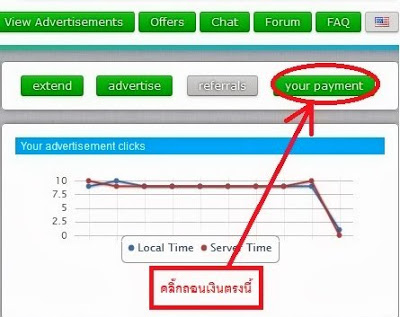 View Advertisements Offers Chat Forum FAQ
extend advertise referrals your payment
Your advertisement clicks
10
7.5
5
2.5
0
Local Time Server Time
คลิ๊กถอนเงินตรงนี้